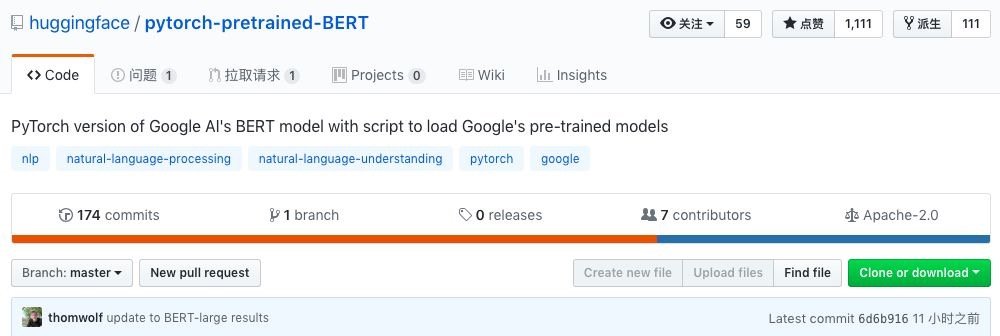 huggingface / pytorch-pretrained-BERT 关注 59 点赞 1,111 派生 111
Code 问题 1 拉取请求 1 Projects 0 Wiki Insights
PyTorch version of Google AI's BERT model with script to load Google's pre-trained models
nlp natural-language-processing natural-language-understanding pytorch google
174 commits 1 branch 0 releases 7 contributors Apache-2.0
Branch: master New pull request Create new file Upload files Find file Clone or download
thomwolf update to BERT-large results Latest commit 6d6b916 11 小时之前